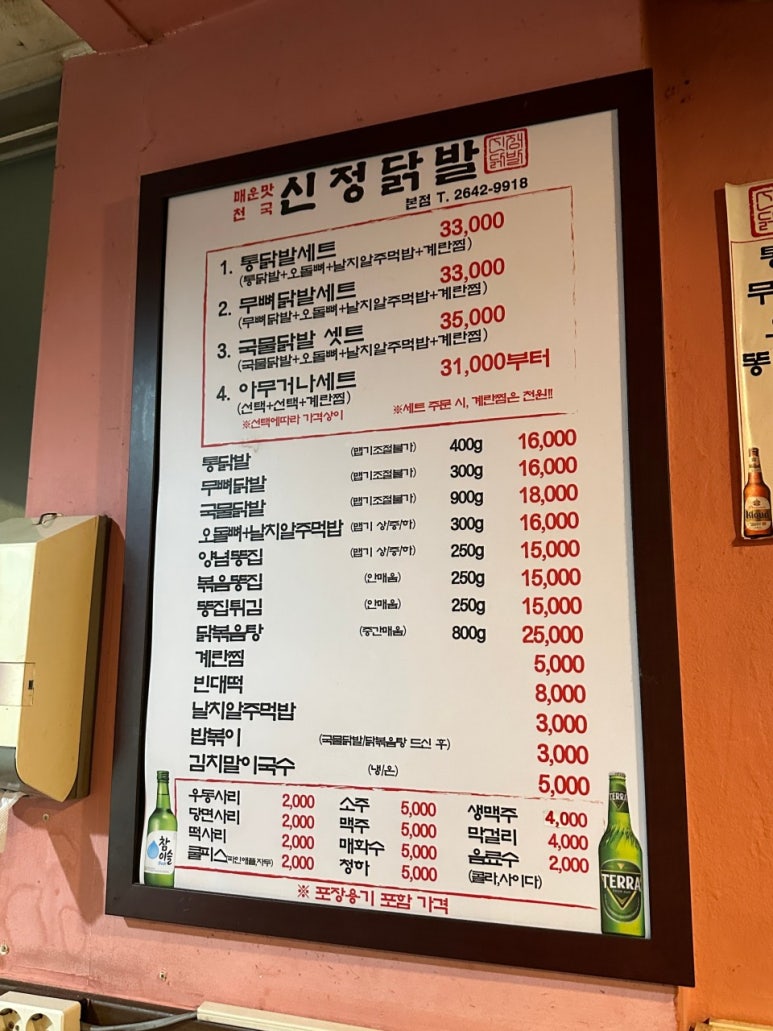 매운맛
천국
신정닭발
신정
닭발
본점 T. 2642-9918
1. 통닭발세트 33,000
(통닭발+오돌뼈+날치알주먹밥+계란찜)
2. 무뼈닭발세트 33,000
(무뼈닭발+오돌뼈+날치알주먹밥+계란찜)
3. 국물닭발 셋트 35,000
(국물닭발+오돌뼈+날치알주먹밥+계란찜)
4. 아무거나세트 31,000부터
(선택+선택+계란찜)
※선택에따라 가격상이 ※세트 주문 시, 계란찜은 천원!!
통닭발 (맵기조절불가) 400g 16,000
무뼈닭발 (맵기조절불가) 300g 16,000
국물닭발 (맵기조절불가) 900g 18,000
오돌뼈+날치알주먹밥 (맵기 상/중/하) 300g 16,000
양념똥집 (맵기 상/중/하) 250g 15,000
볶음똥집 (안매움) 250g 15,000
똥집튀김 (안매움) 250g 15,000
닭볶음탕 (중간매움) 800g 25,000
계란찜 5,000
빈대떡 8,000
날치알주먹밥 3,000
밥볶이 (국물닭발/닭볶음탕 드신 후) 3,000
김치말이국수 (냉/온) 5,000
우동사리 2,000 소주 5,000 생맥주 4,000
당면사리 2,000 맥주 5,000 막걸리 4,000
떡사리 2,000 매화수 5,000 음료수 2,000
쿨피스(파인애플,자두) 2,000 청하 5,000 (콜라,사이다)
※ 포장용기 포함 가격
참
이슬
TERRA
TERRA
무
똥